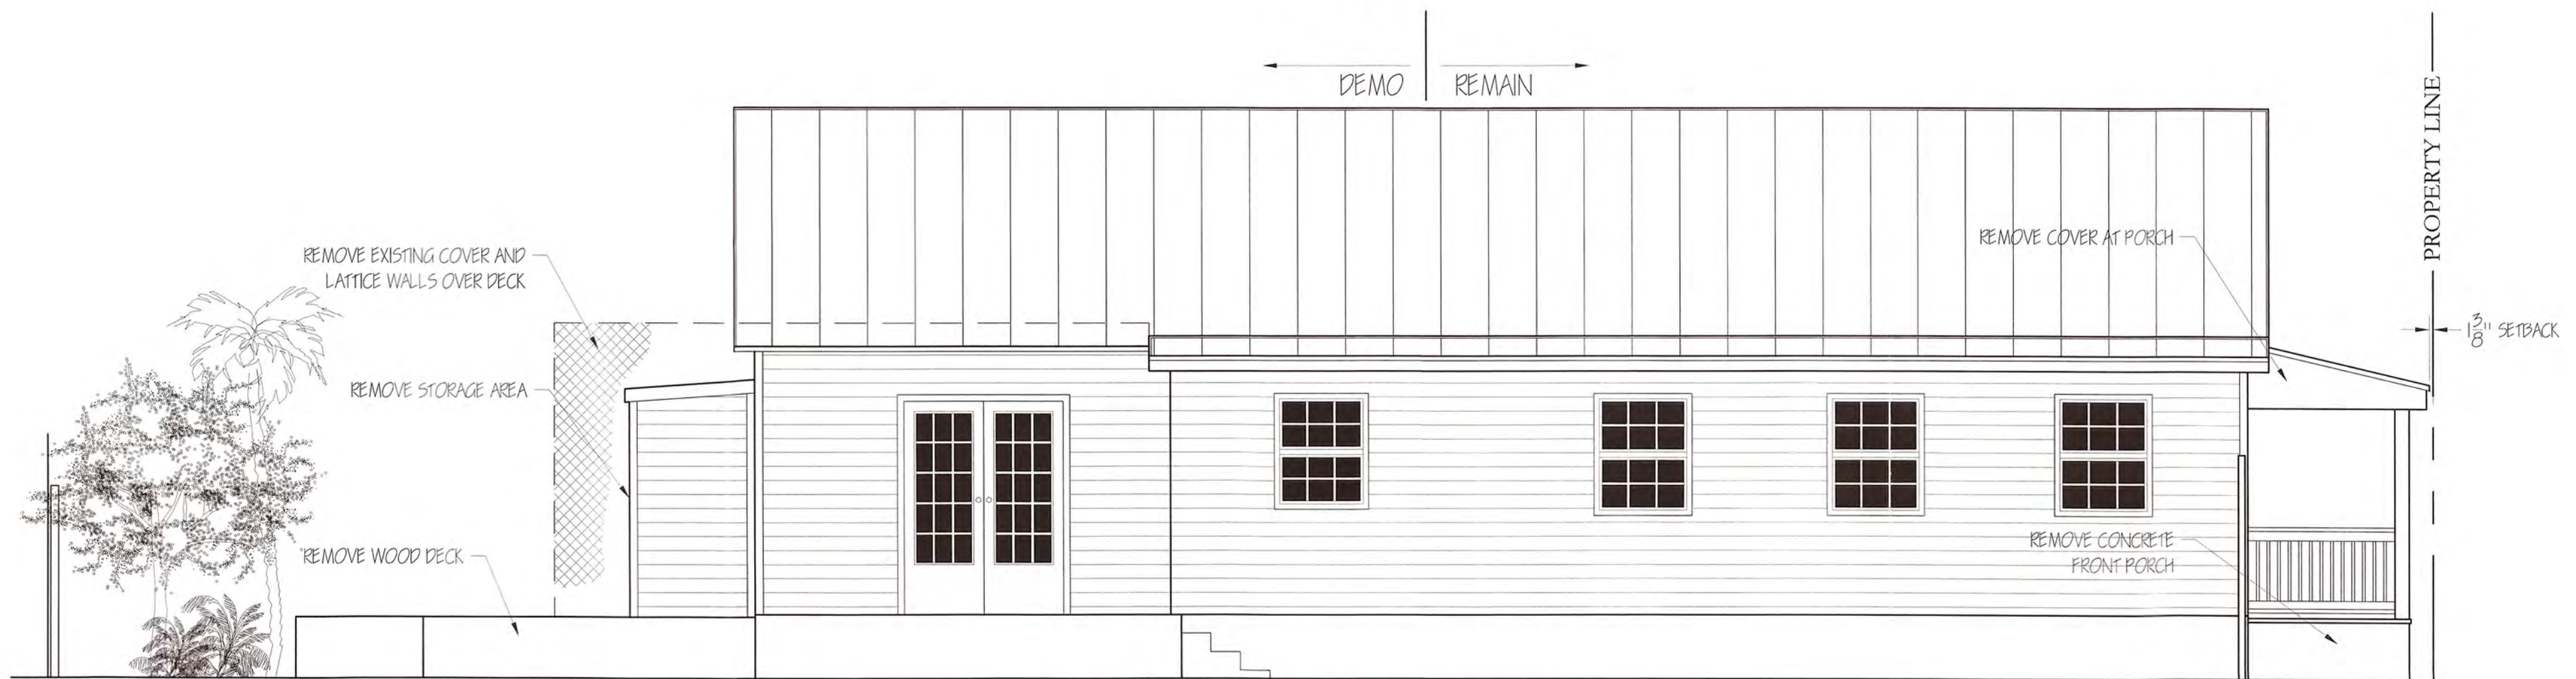 DEMO
REMAIN
PROPERTY LINE
REMOVE COVER AT PORCH
REMOVE EXISTING COVER AND
LATTICE WALLS OVER DECK
1 3/8" SETBACK
REMOVE STORAGE AREA
REMOVE WOOD DECK
REMOVE CONCRETE
FRONT PORCH